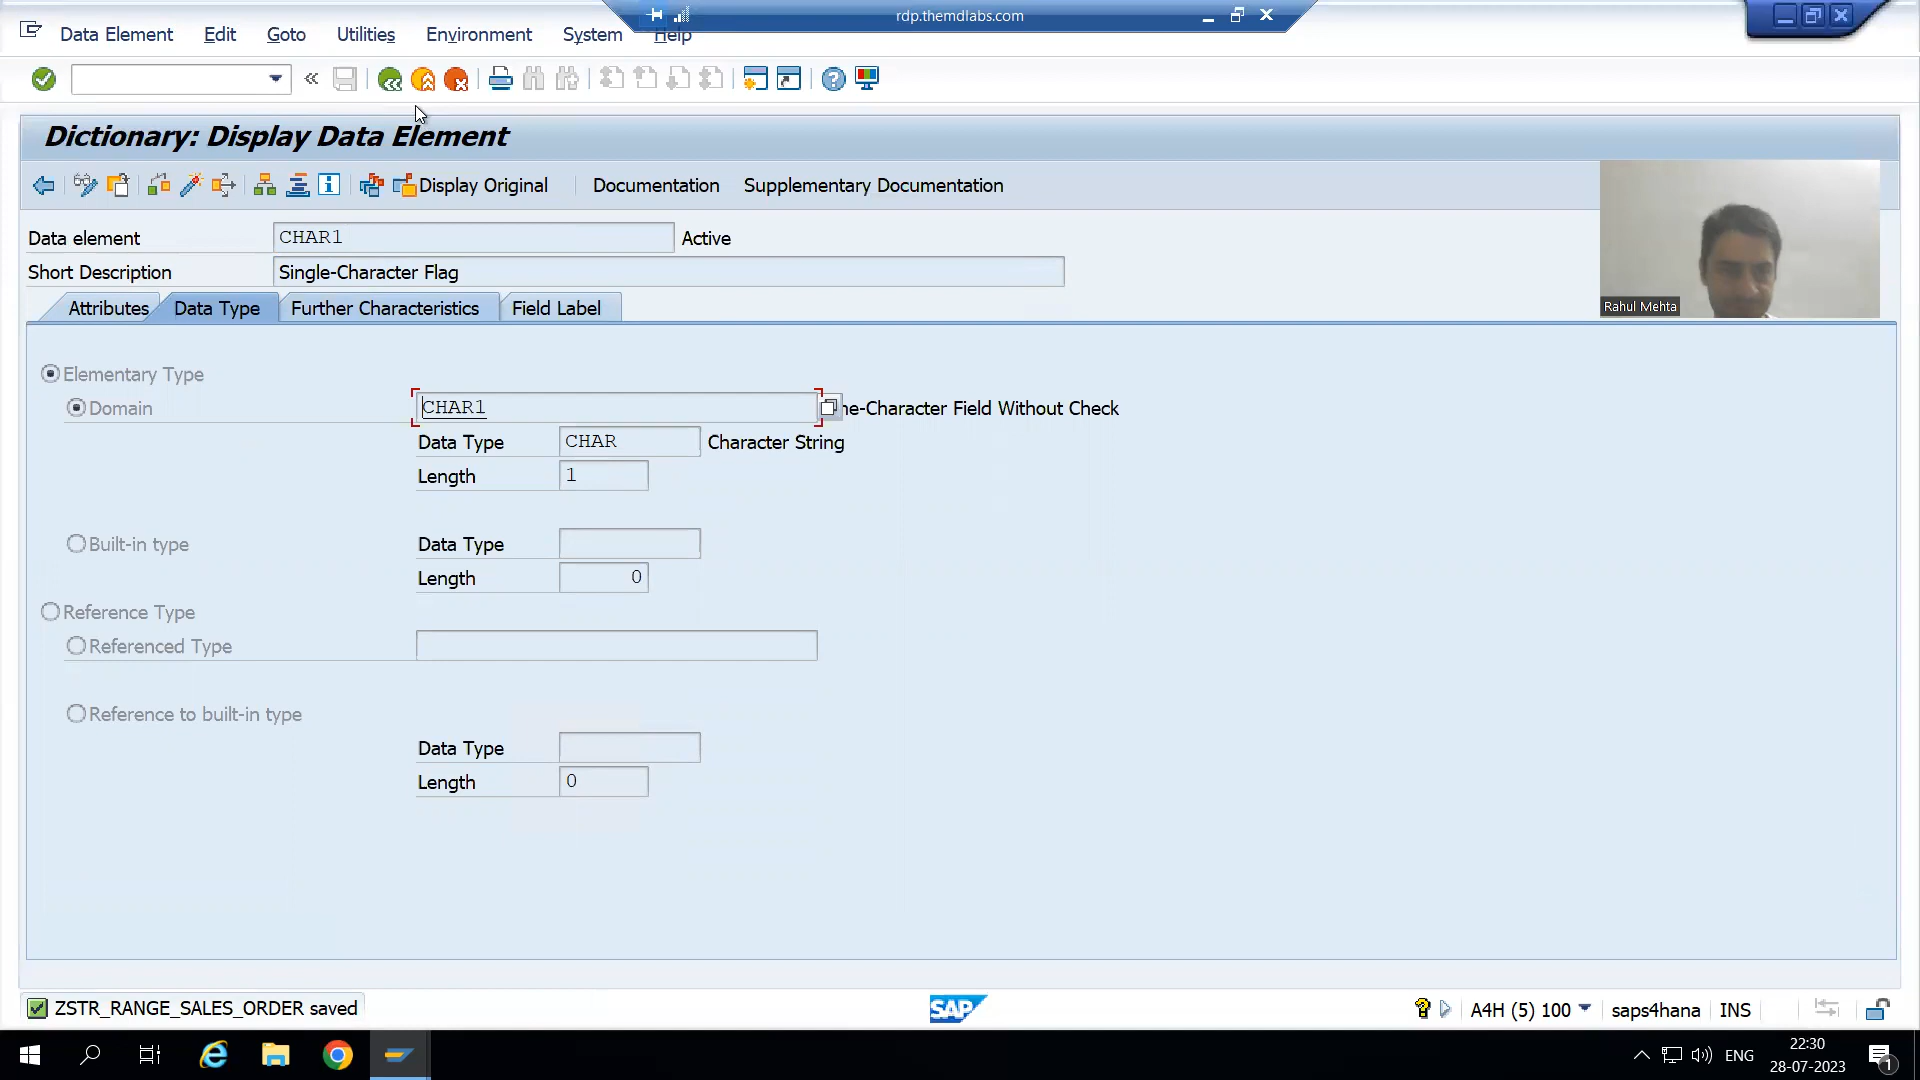 rdp.themdlabs.com
Data Element Edit Goto Utilities Environment System Help
Dictionary: Display Data Element
Display Original Documentation Supplementary Documentation
Data element CHAR1 Active
Short Description Single-Character Flag
Attributes Data Type Further Characteristics Field Label
Rahul Mehta
Elementary Type
Domain CHAR1 ne-Character Field Without Check
Data Type CHAR Character String
Length 1
Built-in type Data Type
Length 0
Reference Type
Referenced Type
Reference to built-in type
Data Type
Length 0
ZSTR_RANGE_SALES_ORDER saved SAP A4H (5) 100 saps4hana INS
22:30
ENG
28-07-2023
1